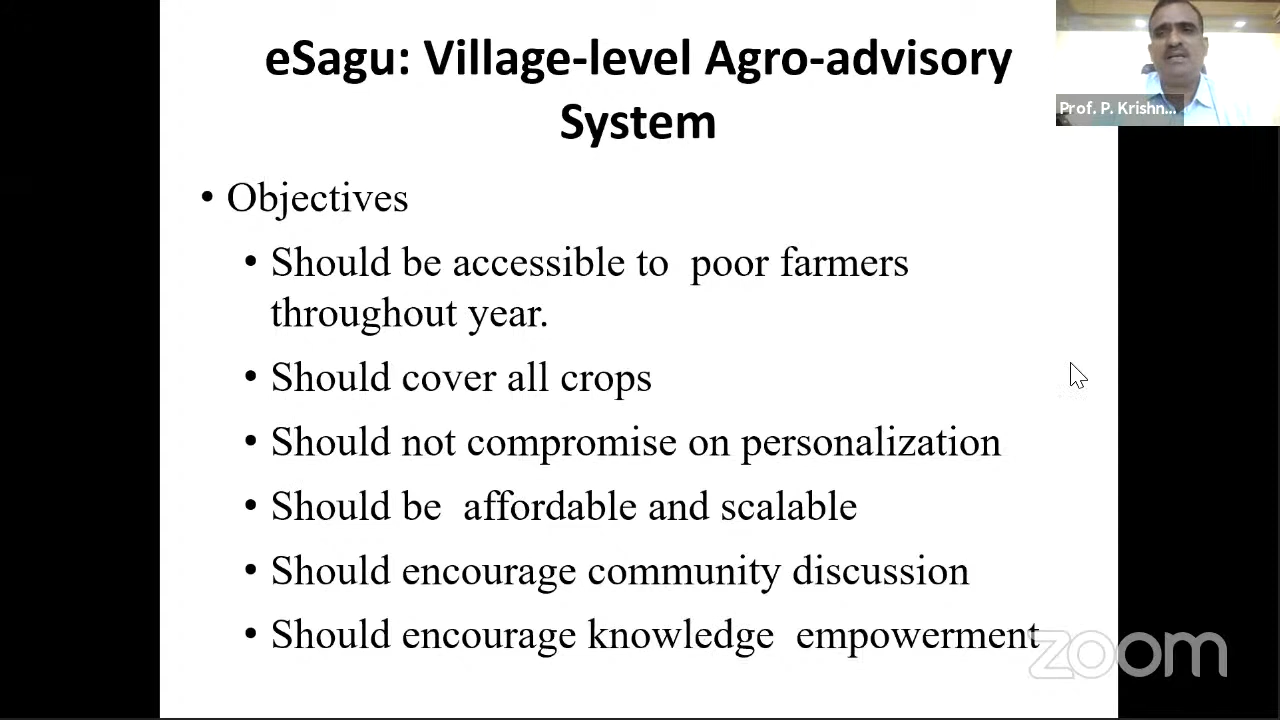 eSagu: Village-level Agro-advisory
System
Prof. P. Krishn...
• Objectives
• Should be accessible to  poor farmers
throughout year.
• Should cover all crops
• Should not compromise on personalization
• Should be  affordable and scalable
• Should encourage community discussion
• Should encourage knowledge  empowerment
zoom